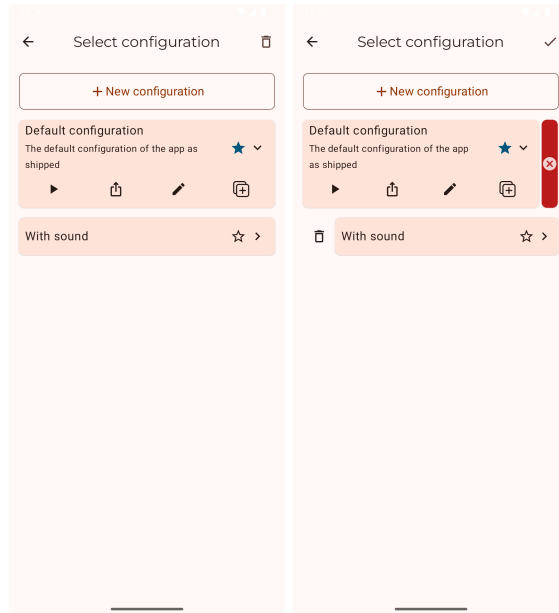 Select configuration
+ New configuration
Default configuration
The default configuration of the app as
shipped
With sound
Select configuration
+ New configuration
Default configuration
The default configuration of the app
as shipped
With sound